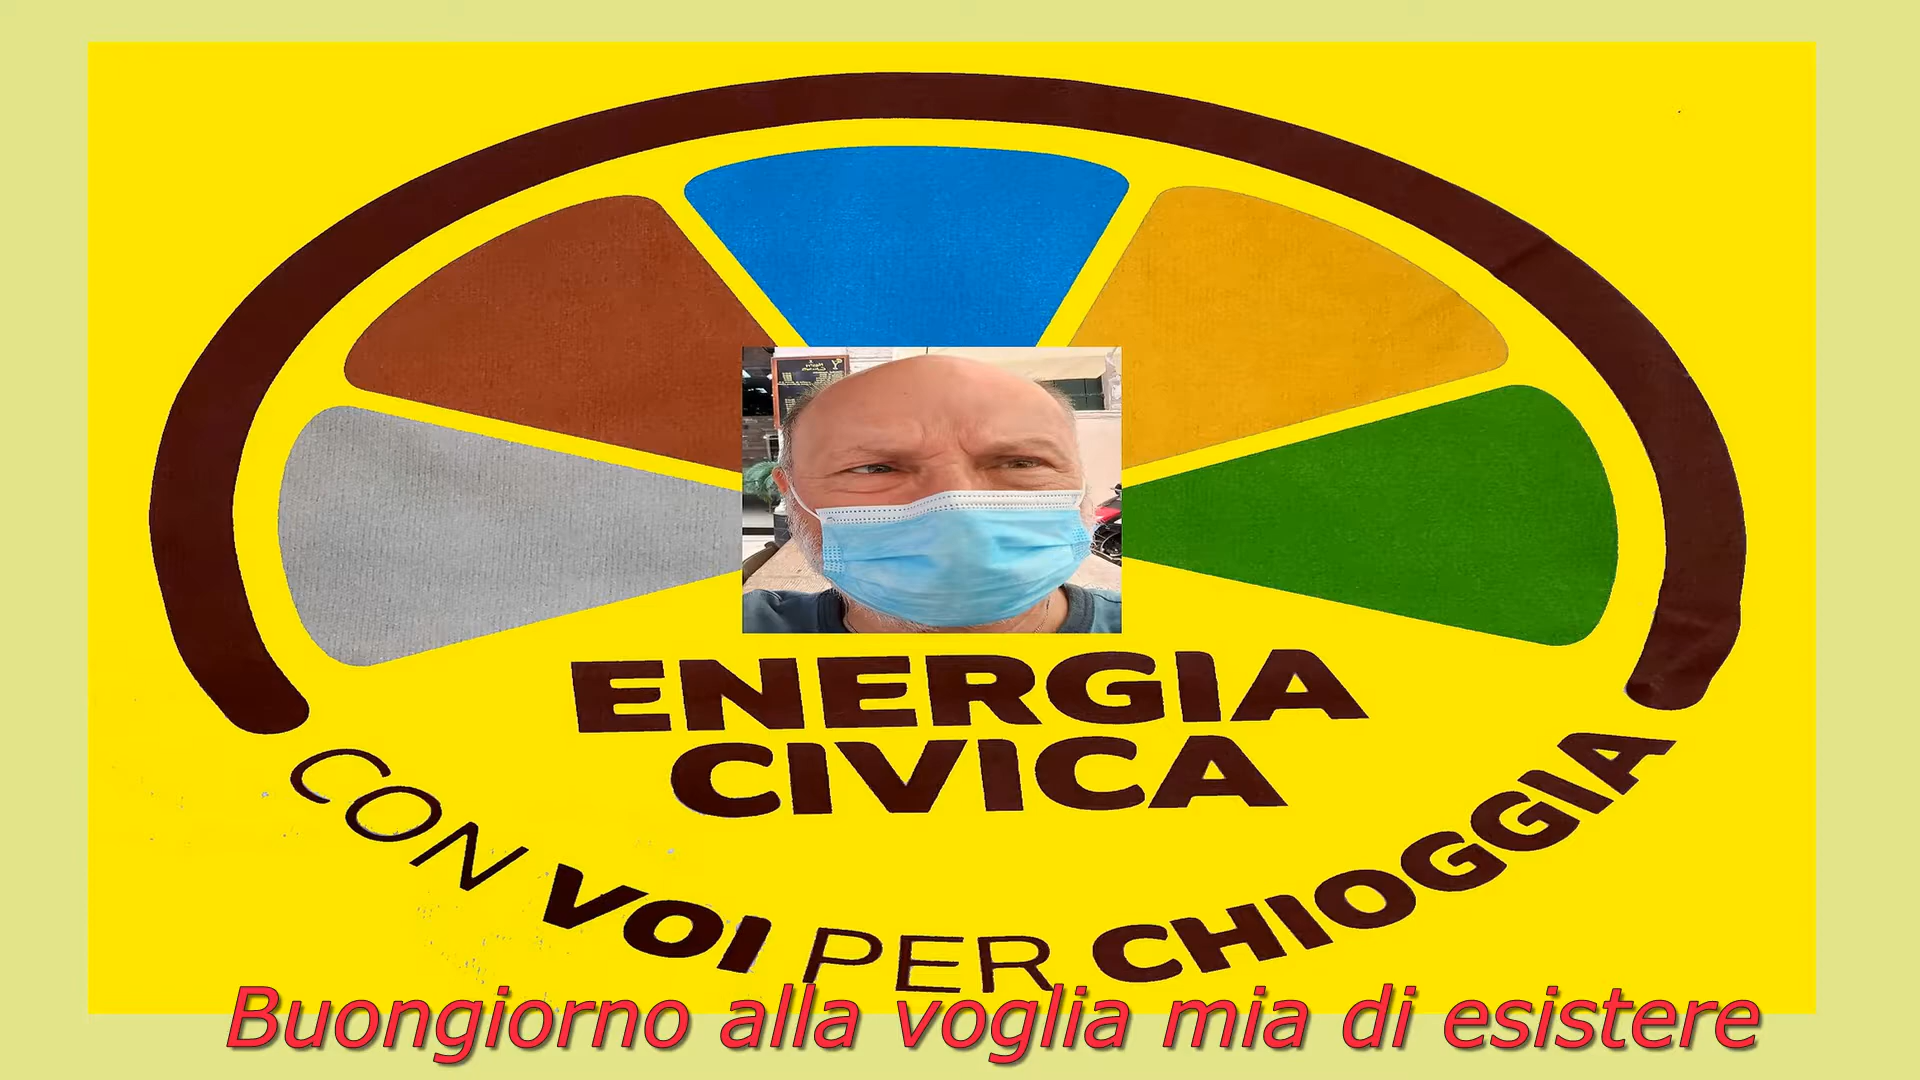 ENERGIA
CIVICA
CON VOI PER CHIOGGIA
Buongiorno alla voglia mia di esistere